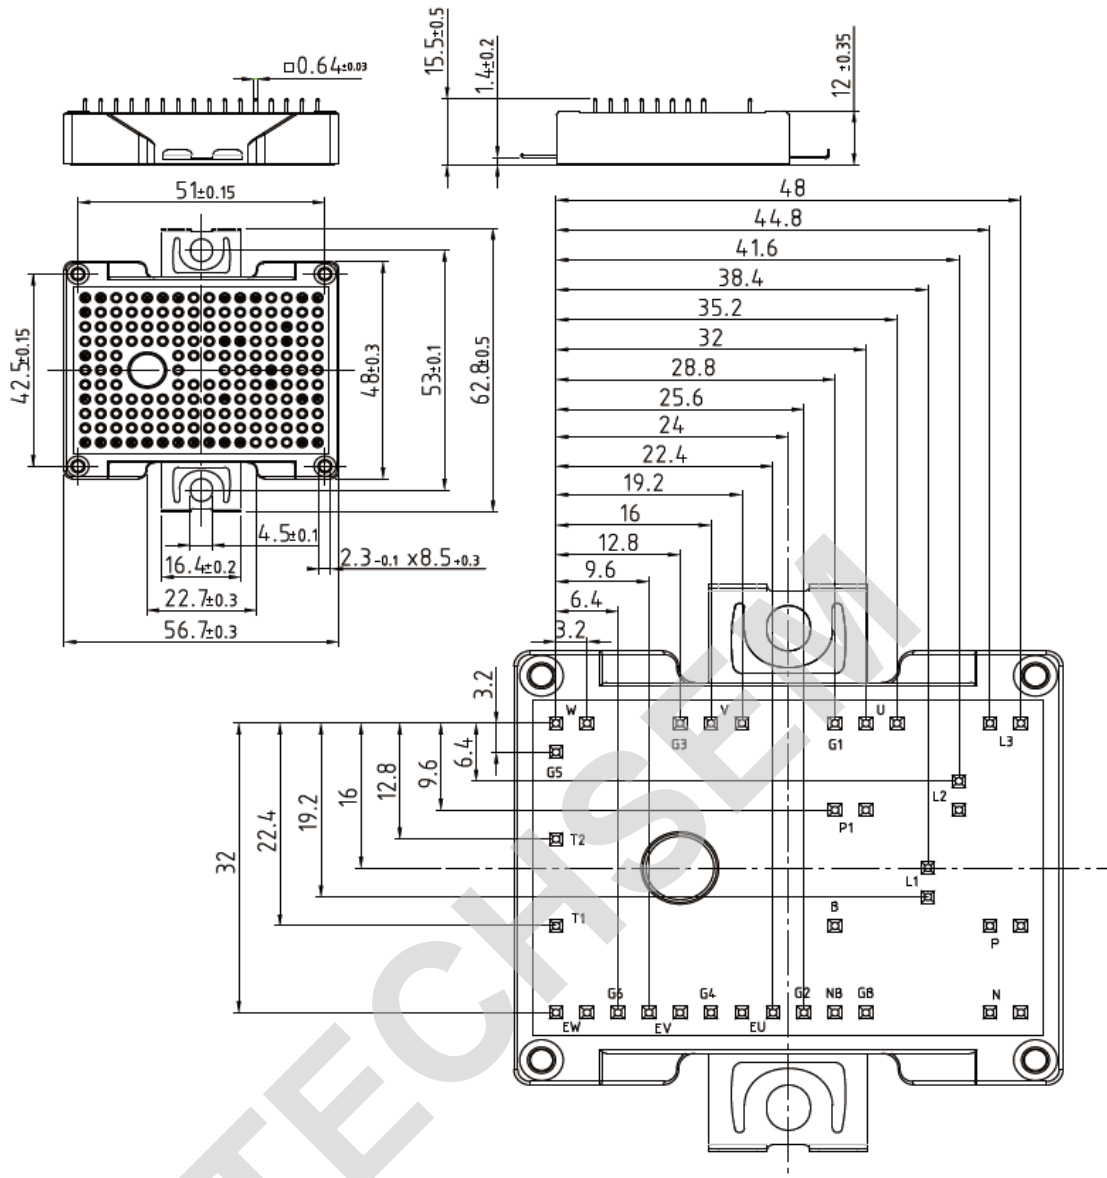 15.5±0.5
1.4±0.2
12 ±0.35
□0.64±0.03
51±0.15
48
44.8
41.6
38.4
35.2
32
28.8
25.6
24
22.4
19.2
16
12.8
9.6
6.4
3.2
42.5±0.15
48±0.3
53±0.1
62.8±0.5
4.5±0.1
16.4±0.2
2.3-0.1 x8.5+0.3
22.7±0.3
56.7±0.3
3.2
6.4
9.6
12.8
16
19.2
22.4
32
W V U
G3 G1 L3
G5
L2
P1
T2
L1
B
T1
P
G6 G4 G2 NB GB N
EW EV EU
TECHSEM